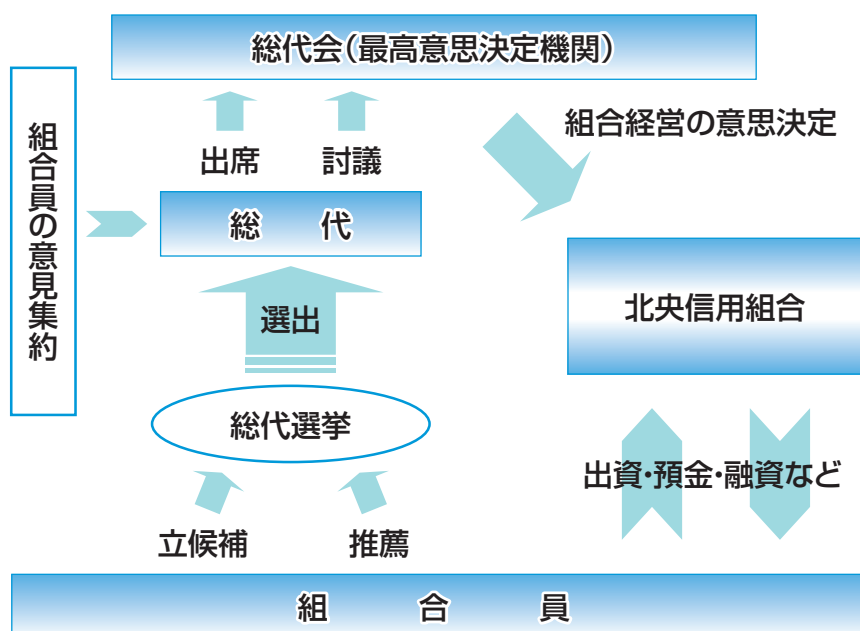 総代会(最高意思決定機関)
組合員の意見集約
組合経営の意思決定
出席
討議
総　代
選出
北央信用組合
総代選挙
出資・預金・融資など
立候補
推薦
組　合　員